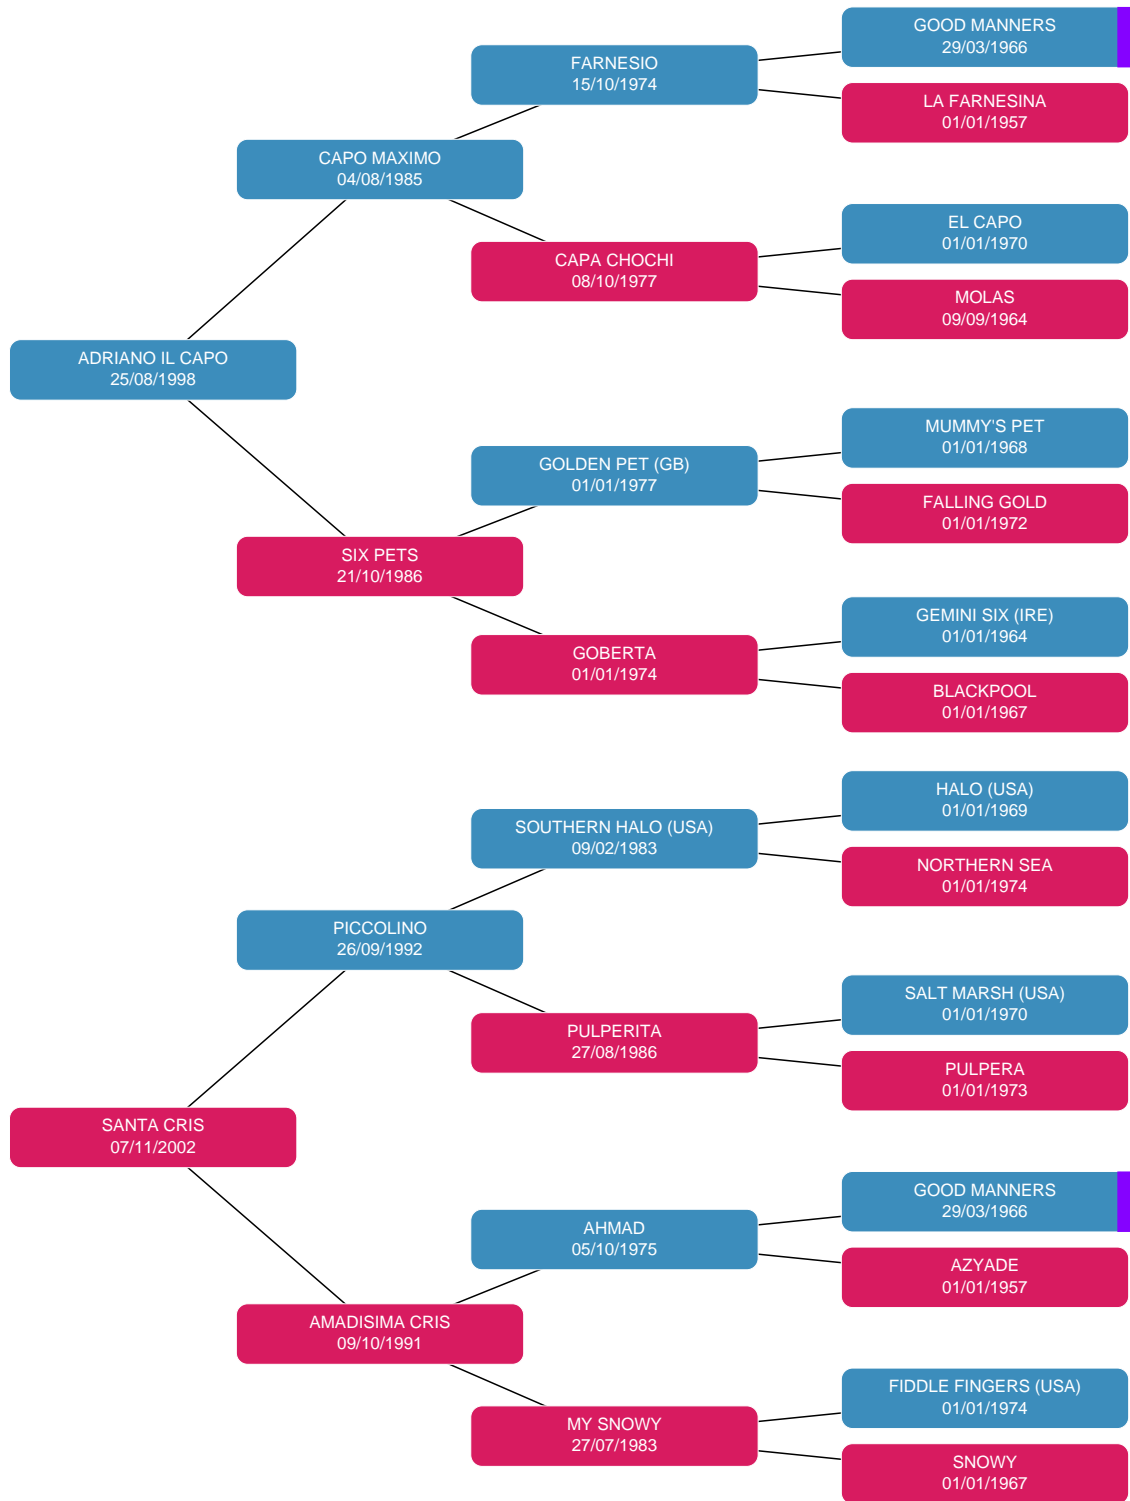 GOOD MANNERS
29/03/1966
FARNESIO
15/10/1974
LA FARNESINA
01/01/1957
CAPO MAXIMO
04/08/1985
EL CAPO
01/01/1970
CAPA CHOCHI
08/10/1977
MOLAS
09/09/1964
ADRIANO IL CAPO
25/08/1998
MUMMY'S PET
01/01/1968
GOLDEN PET (GB)
01/01/1977
FALLING GOLD
01/01/1972
SIX PETS
21/10/1986
GEMINI SIX (IRE)
01/01/1964
GOBERTA
01/01/1974
BLACKPOOL
01/01/1967
HALO (USA)
01/01/1969
SOUTHERN HALO (USA)
09/02/1983
NORTHERN SEA
01/01/1974
PICCOLINO
26/09/1992
SALT MARSH (USA)
01/01/1970
PULPERITA
27/08/1986
PULPERA
01/01/1973
SANTA CRIS
07/11/2002
GOOD MANNERS
29/03/1966
AHMAD
05/10/1975
AZYADE
01/01/1957
AMADISIMA CRIS
09/10/1991
FIDDLE FINGERS (USA)
01/01/1974
MY SNOWY
27/07/1983
SNOWY
01/01/1967